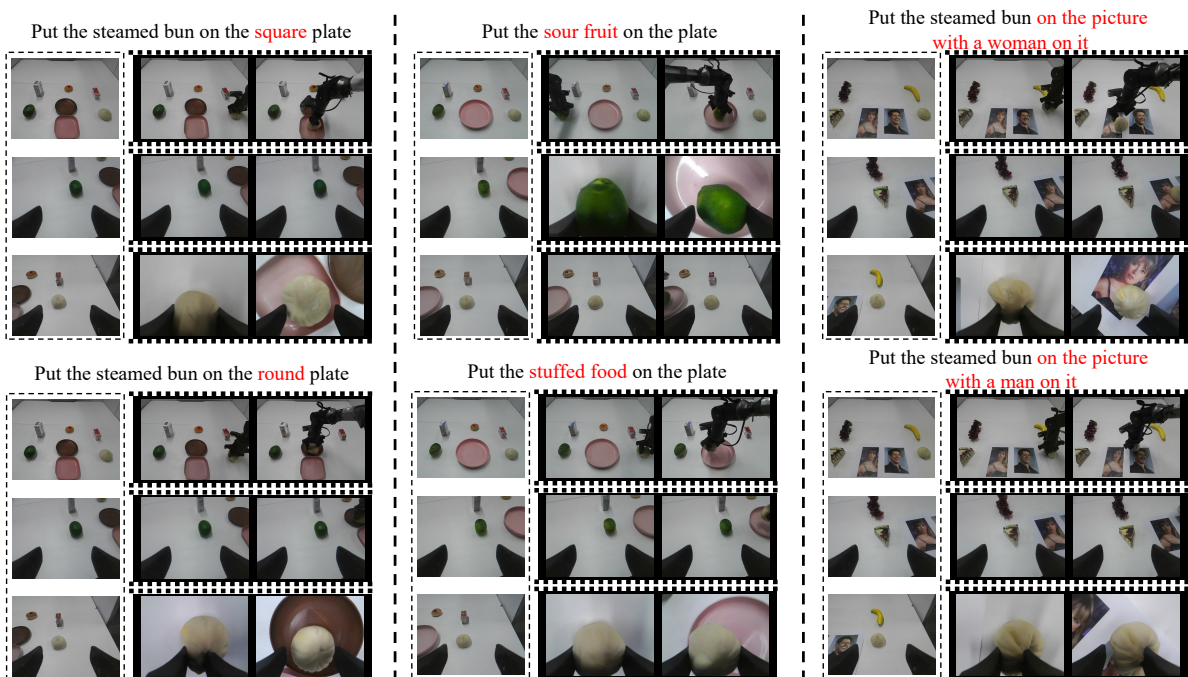 Put the steamed bun on the square plate
Put the sour fruit on the plate
Put the steamed bun on the picture
with a woman on it
Put the steamed bun on the round plate
Put the stuffed food on the plate
Put the steamed bun on the picture
with a man on it